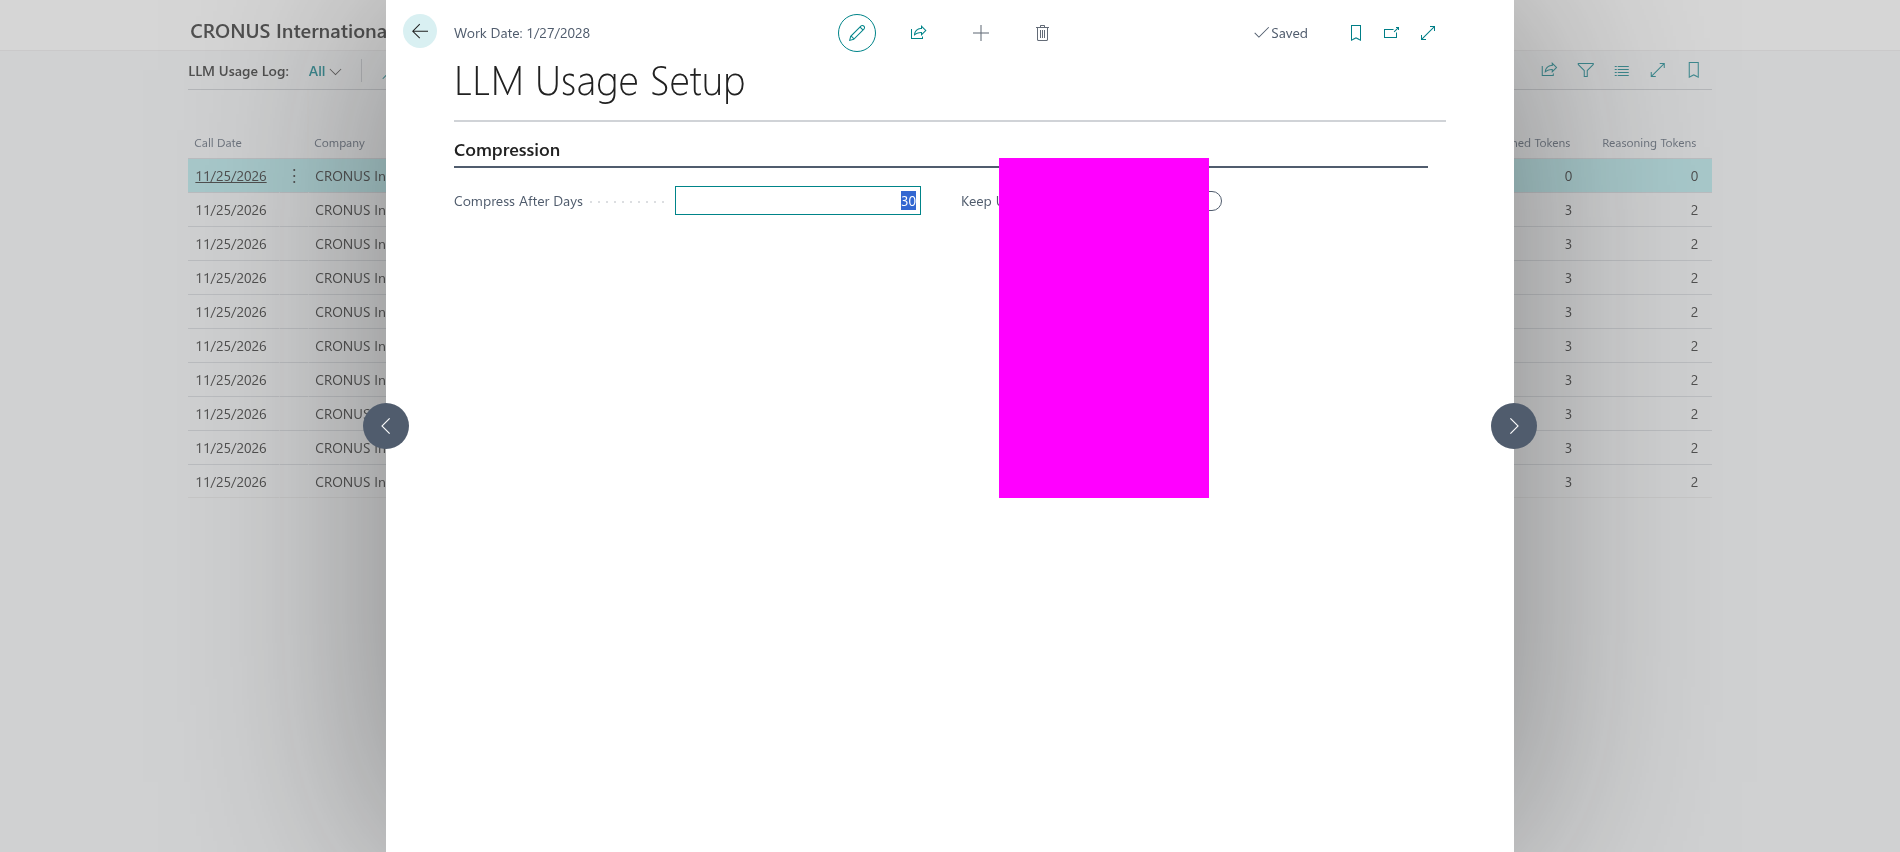 CRONUS Internationa
Work Date: 1/27/2028
Saved
LLM Usage Log: All
LLM Usage Setup
Call Date Company
Compression
Tokens Reasoning Tokens
11/25/2026 CRONUS In 0 0
Compress After Days 30 Keep
11/25/2026 CRONUS In 3 2
11/25/2026 CRONUS In 3 2
11/25/2026 CRONUS In 3 2
11/25/2026 CRONUS In 3 2
11/25/2026 CRONUS In 3 2
11/25/2026 CRONUS In 3 2
11/25/2026 CRONUS 3 2
11/25/2026 CRONUS In 3 2
11/25/2026 CRONUS In 3 2